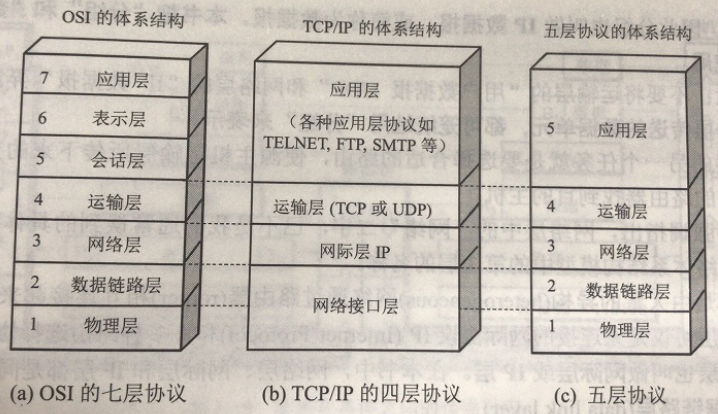 OSI 的体系结构
7 应用层
6 表示层
5 会话层
4 运输层
3 网络层
2 数据链路层
1 物理层
(a) OSI 的七层协议
TCP/IP 的体系结构
应用层
(各种应用层协议如
TELNET, FTP, SMTP 等)
运输层 (TCP 或 UDP)
网际层 IP
网络接口层
(b) TCP/IP 的四层协议
五层协议的体系结构
5 应用层
4 运输层
3 网络层
2 数据链路层
1 物理层
(c) 五层协议